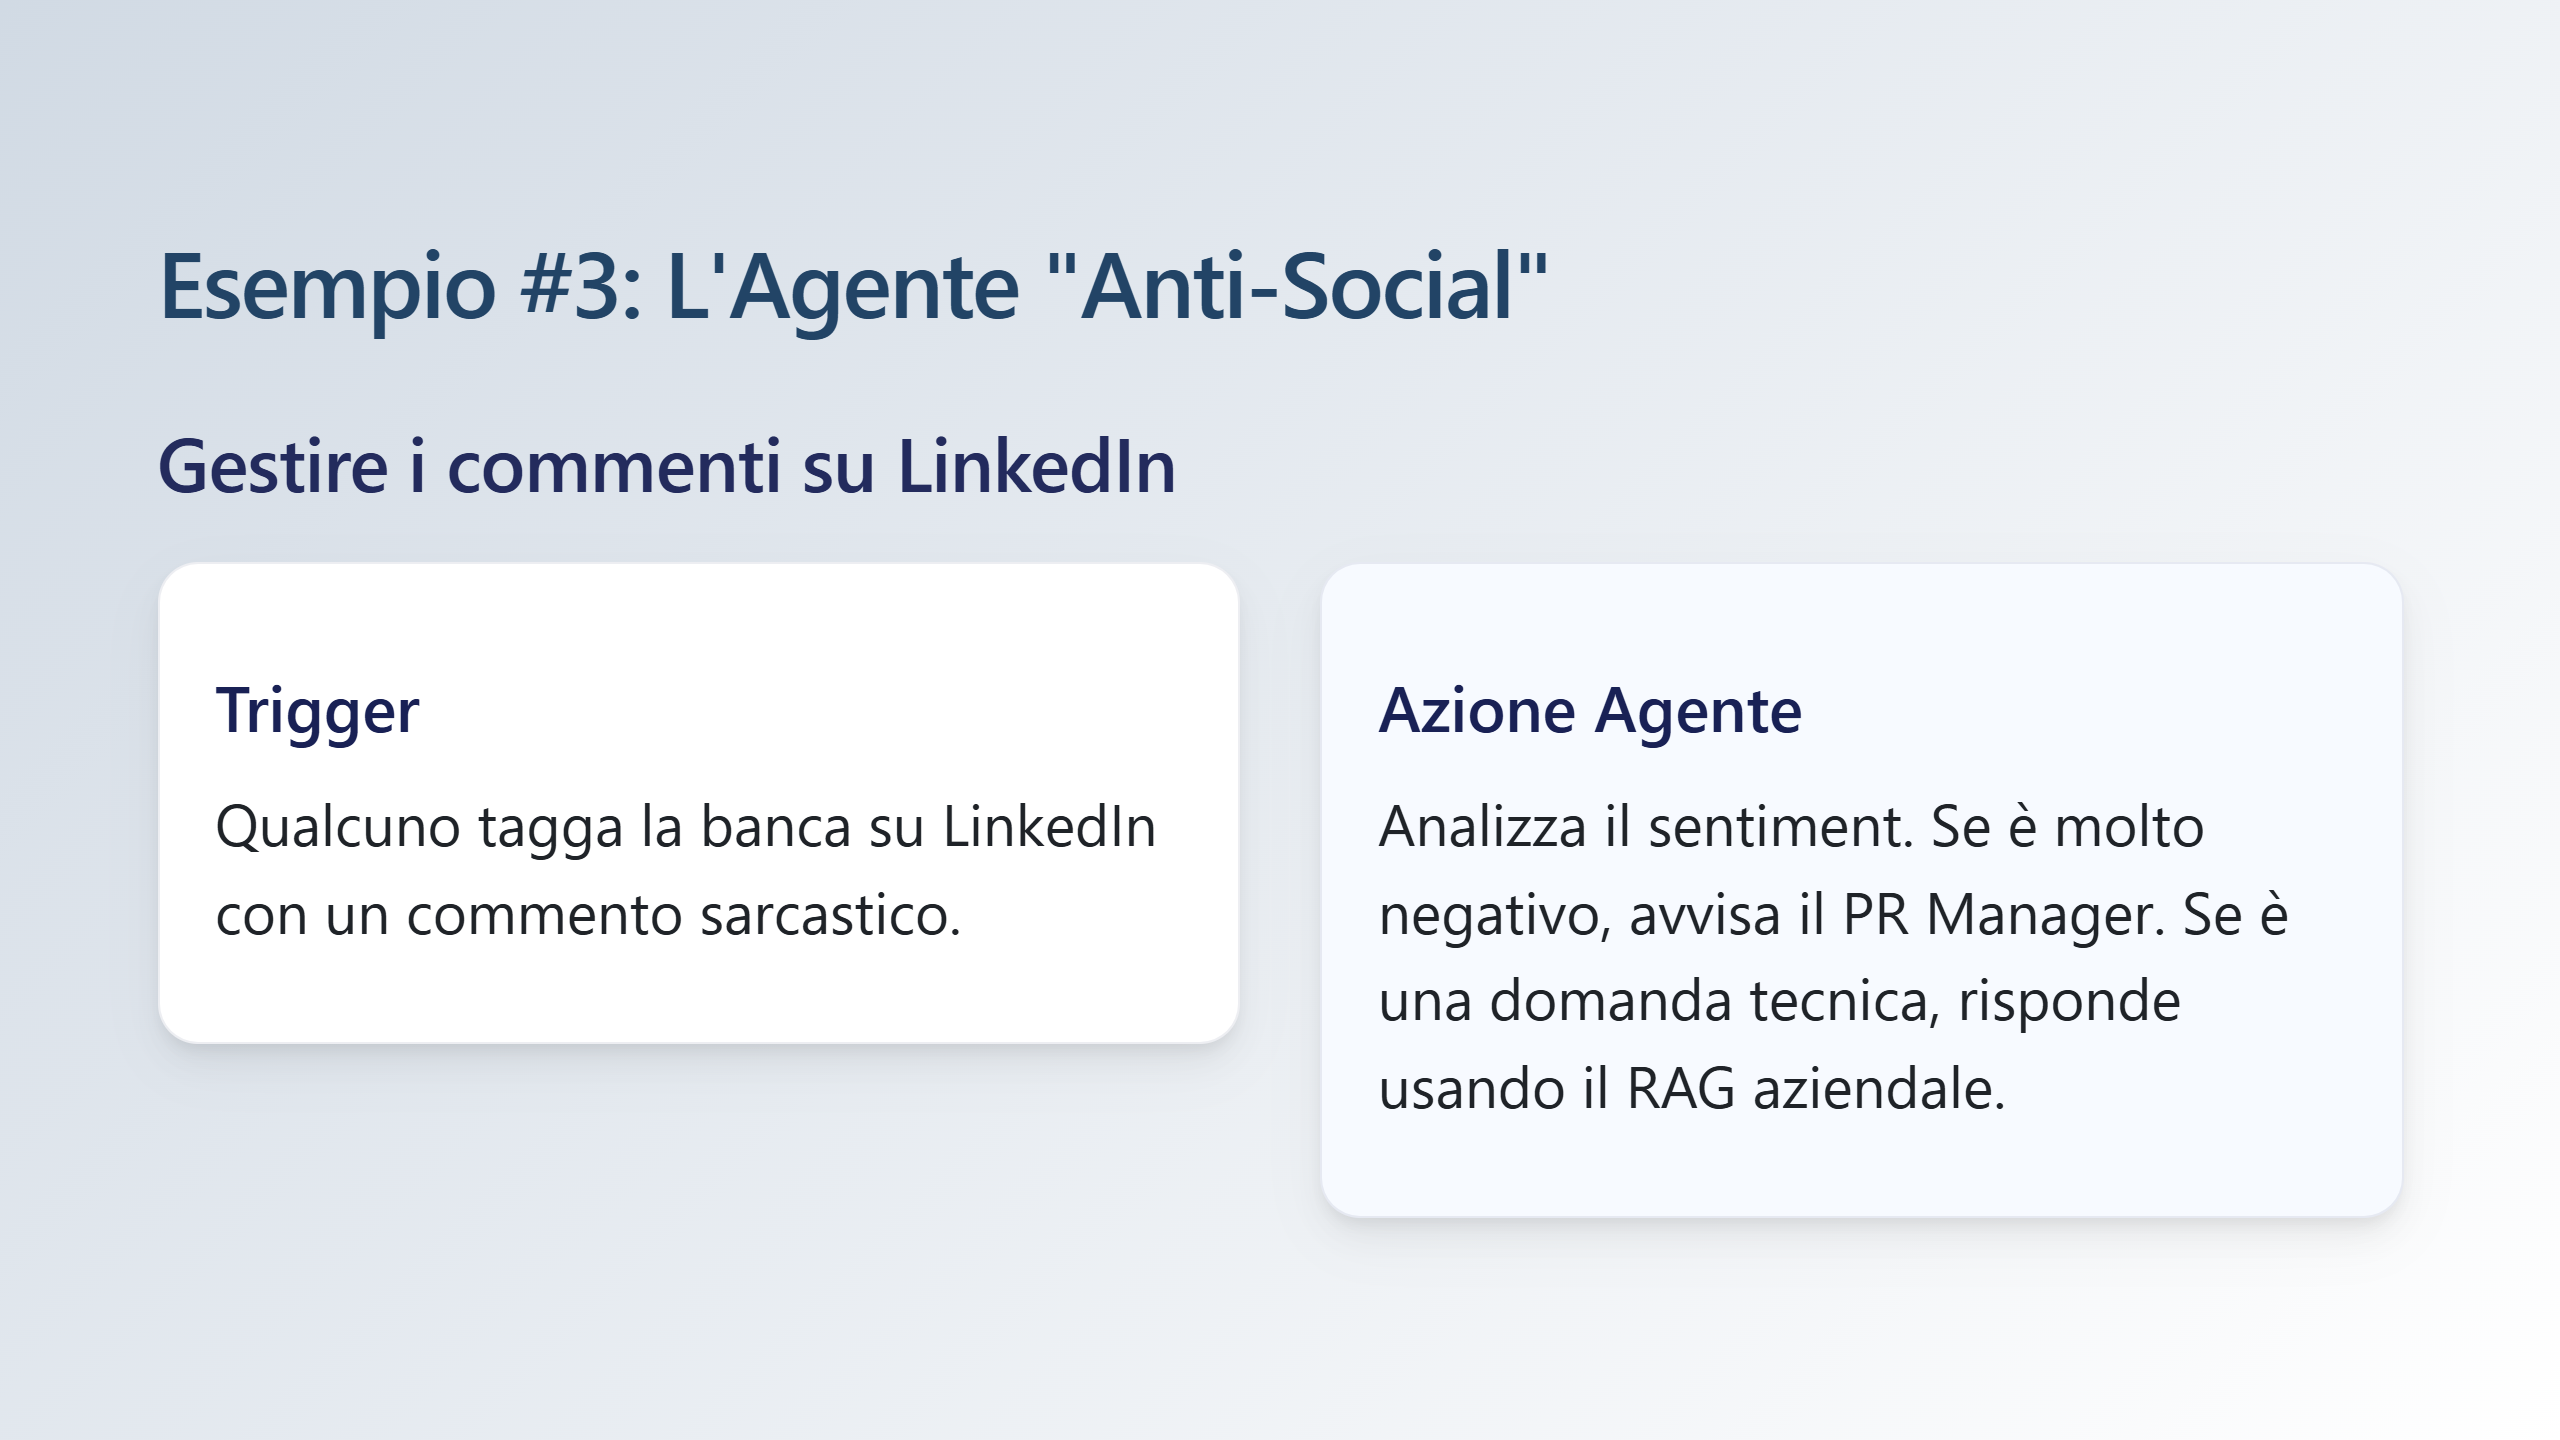 Esempio #3: L'Agente "Anti-Social"
Gestire i commenti su LinkedIn
Trigger
Qualcuno tagga la banca su LinkedIn
con un commento sarcastico.
Azione Agente
Analizza il sentiment. Se è molto
negativo, avvisa il PR Manager. Se è
una domanda tecnica, risponde
usando il RAG aziendale.